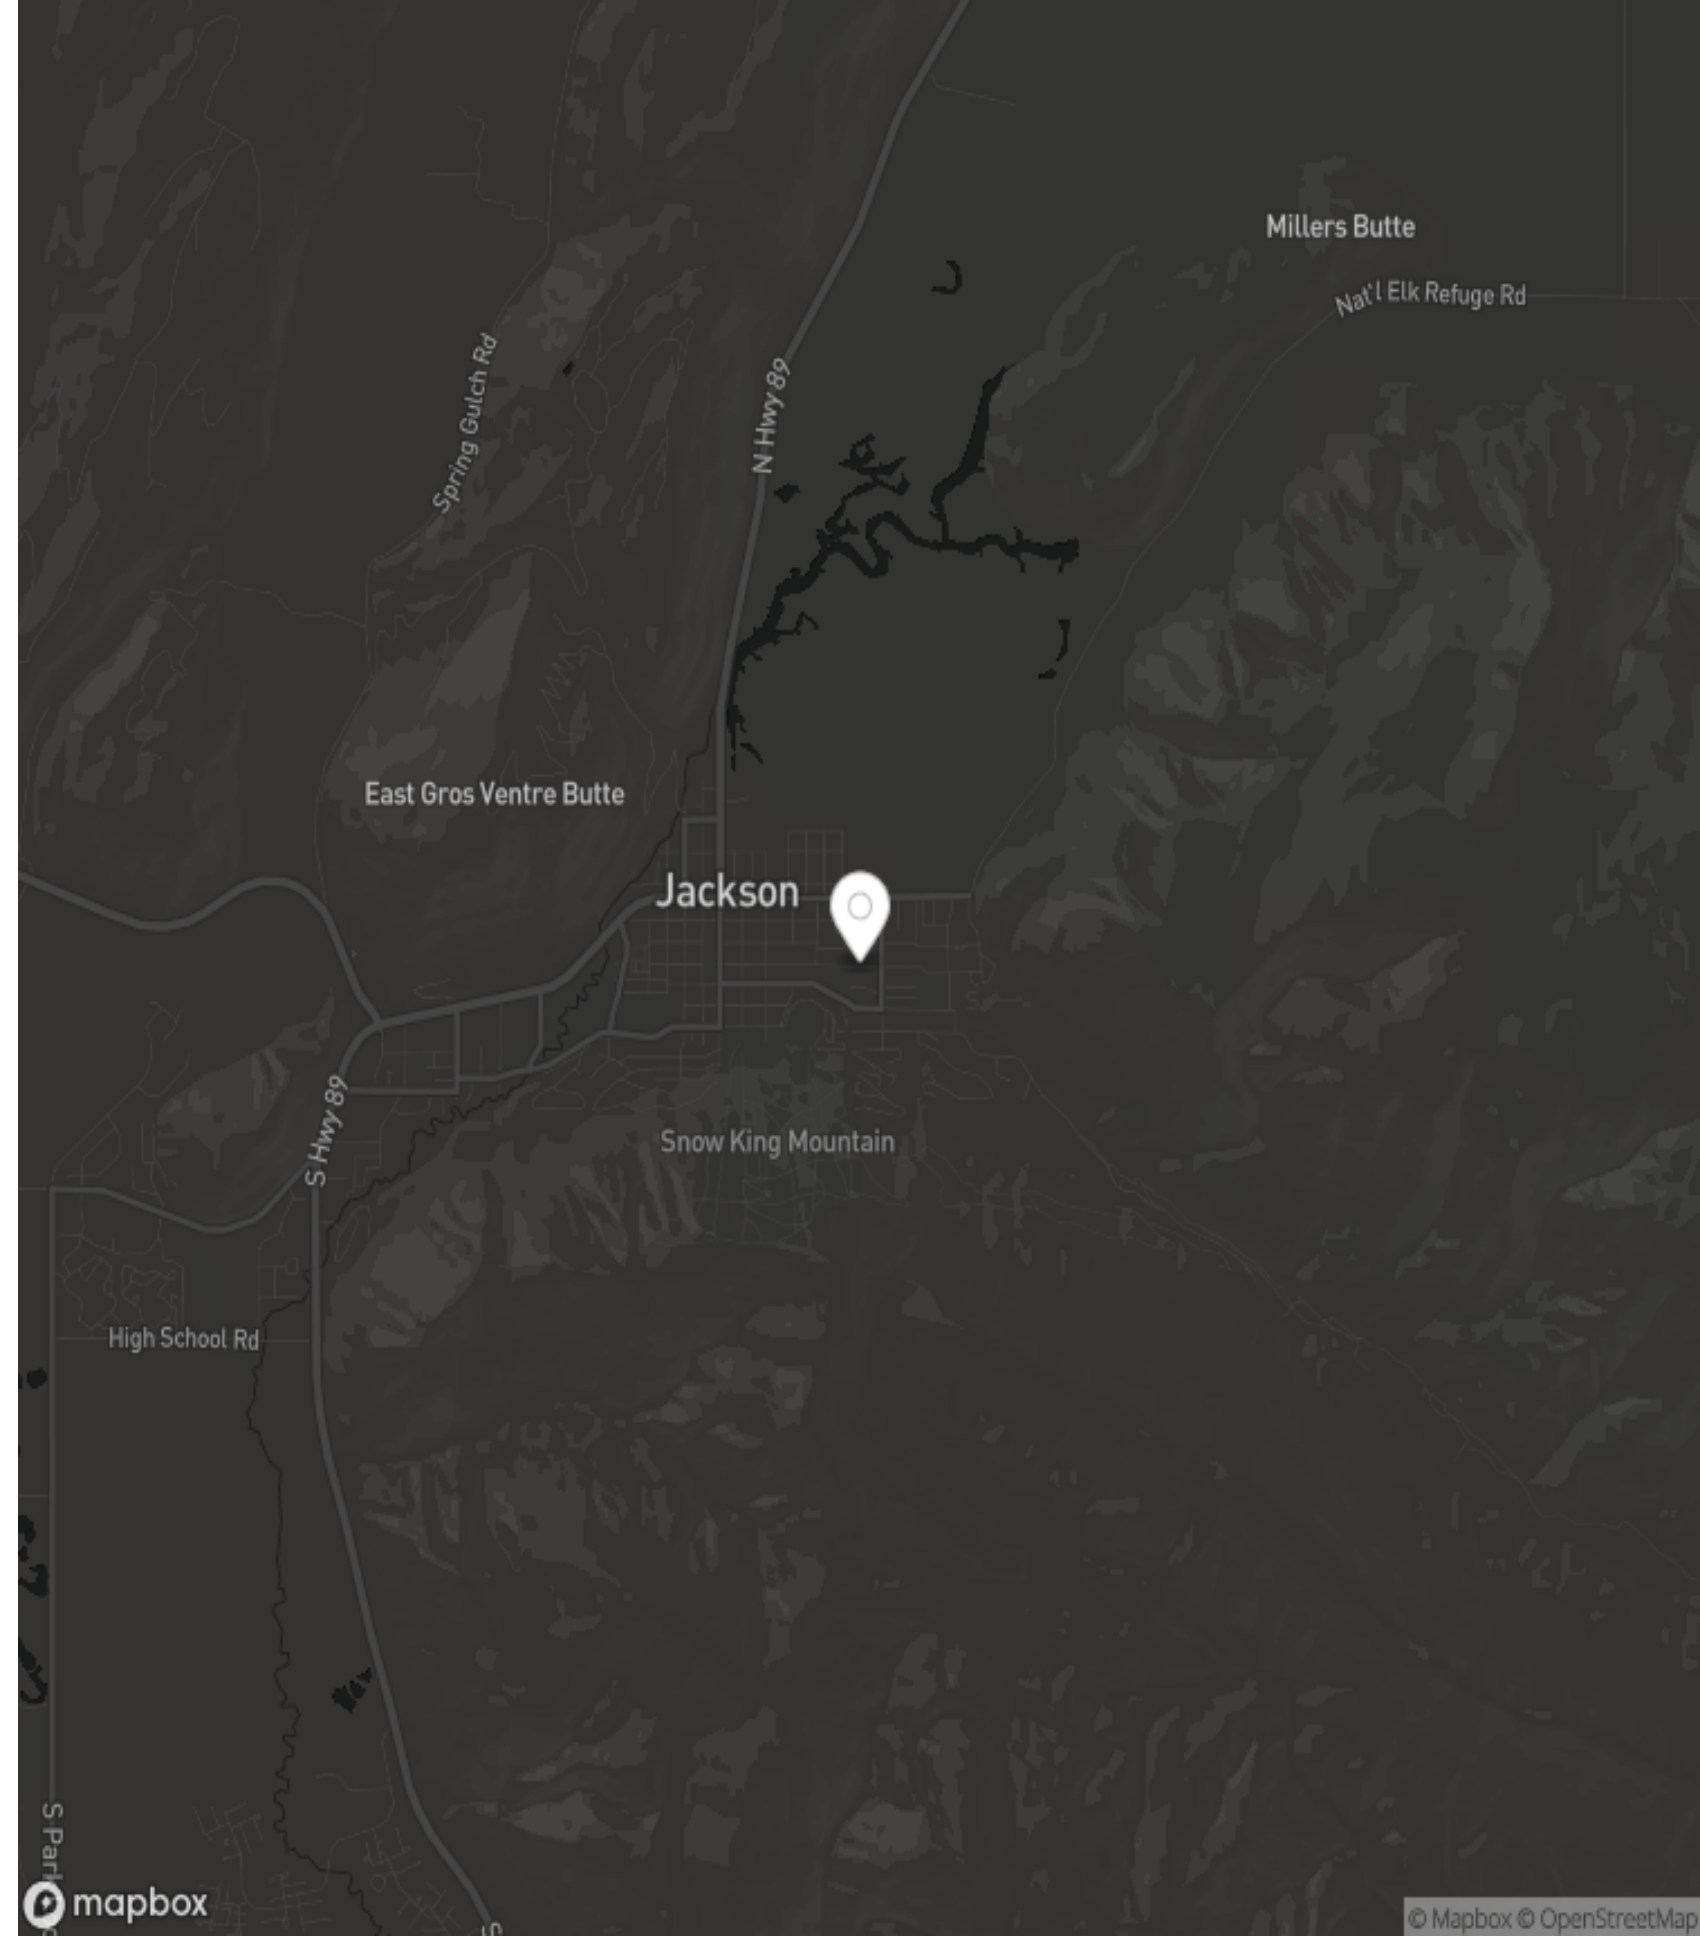 Millers Butte
Nat'l Elk Refuge Rd
Spring Gulch Rd
N Hwy 89
East Gros Ventre Butte
Jackson
S Hwy 89
Snow King Mountain
High School Rd
S Park
mapbox
© Mapbox © OpenStreetMap